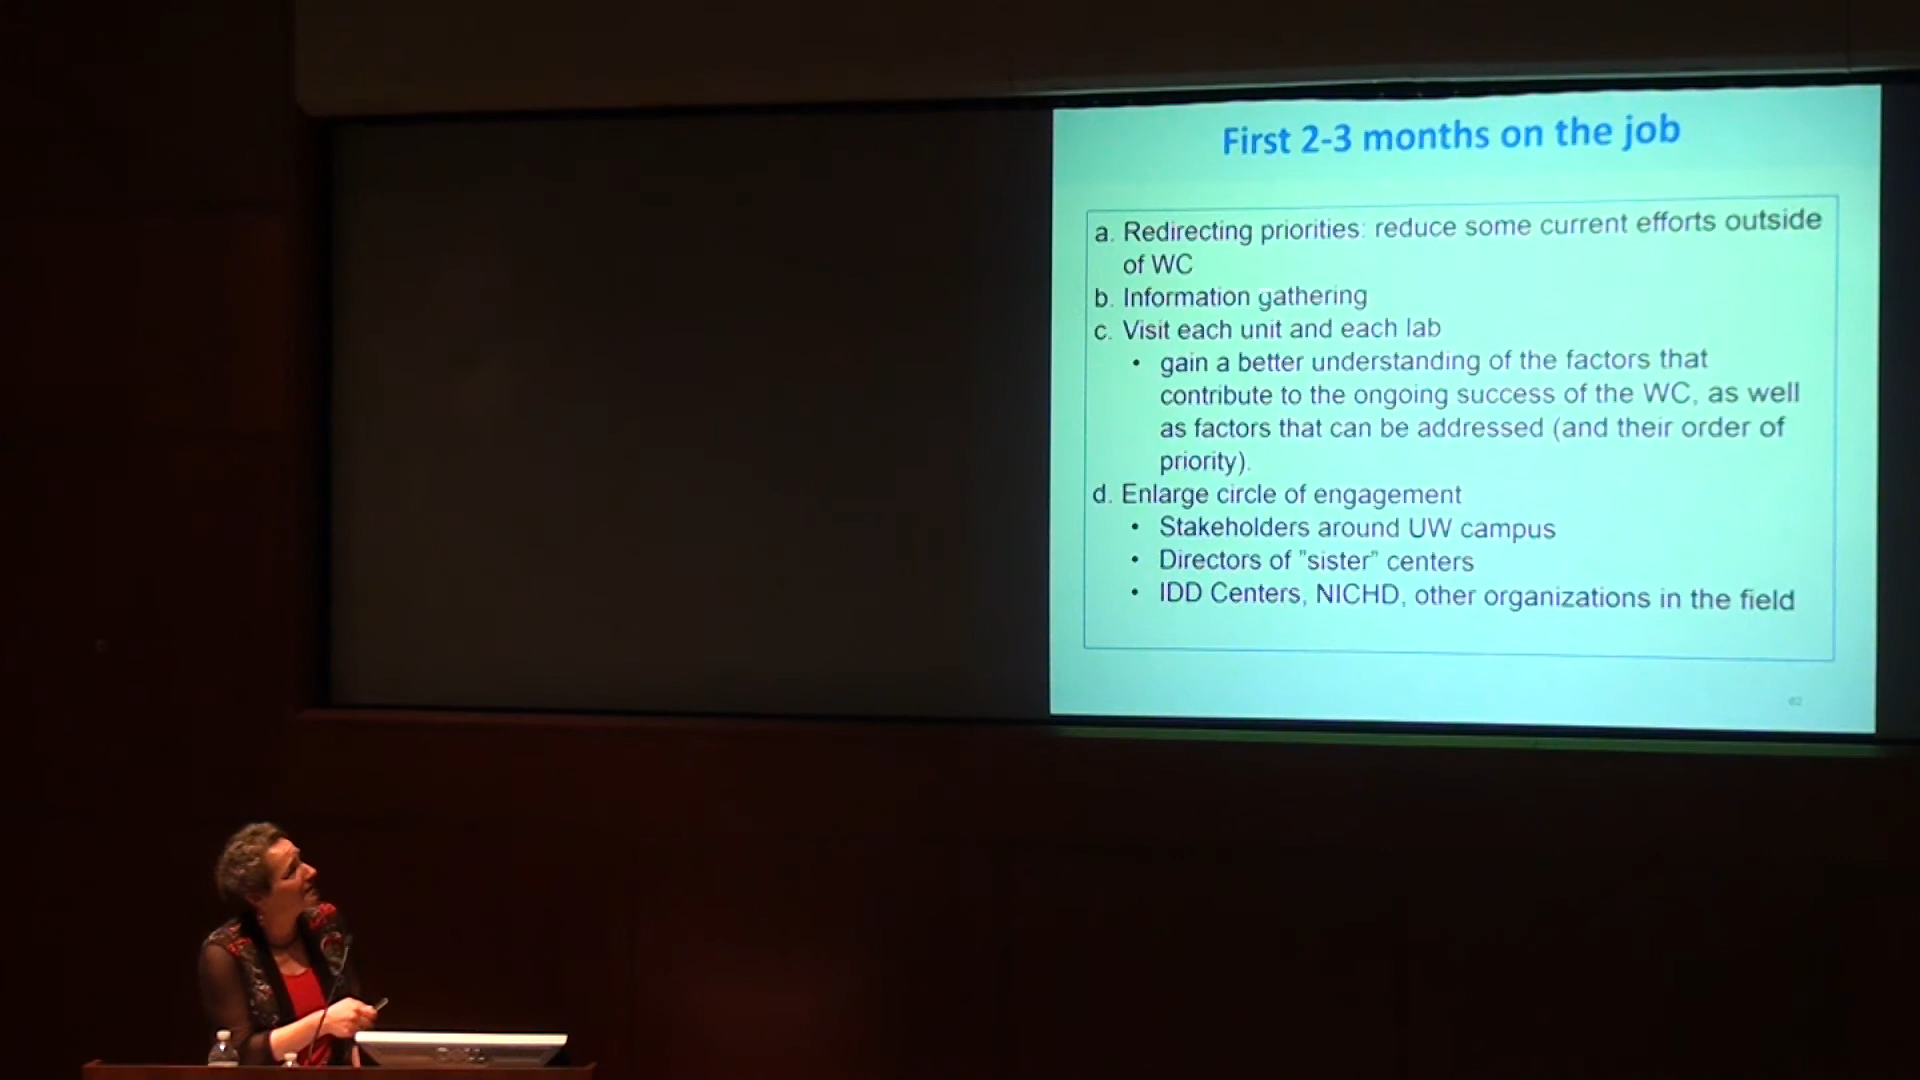 First 2-3 months on the job
a. Redirecting priorities: reduce some current efforts outside
of WC
b. Information gathering
c. Visit each unit and each lab
• gain a better understanding of the factors that
contribute to the ongoing success of the WC, as well
as factors that can be addressed (and their order of
priority).
d. Enlarge circle of engagement
• Stakeholders around UW campus
• Directors of "sister" centers
• IDD Centers, NICHD, other organizations in the field